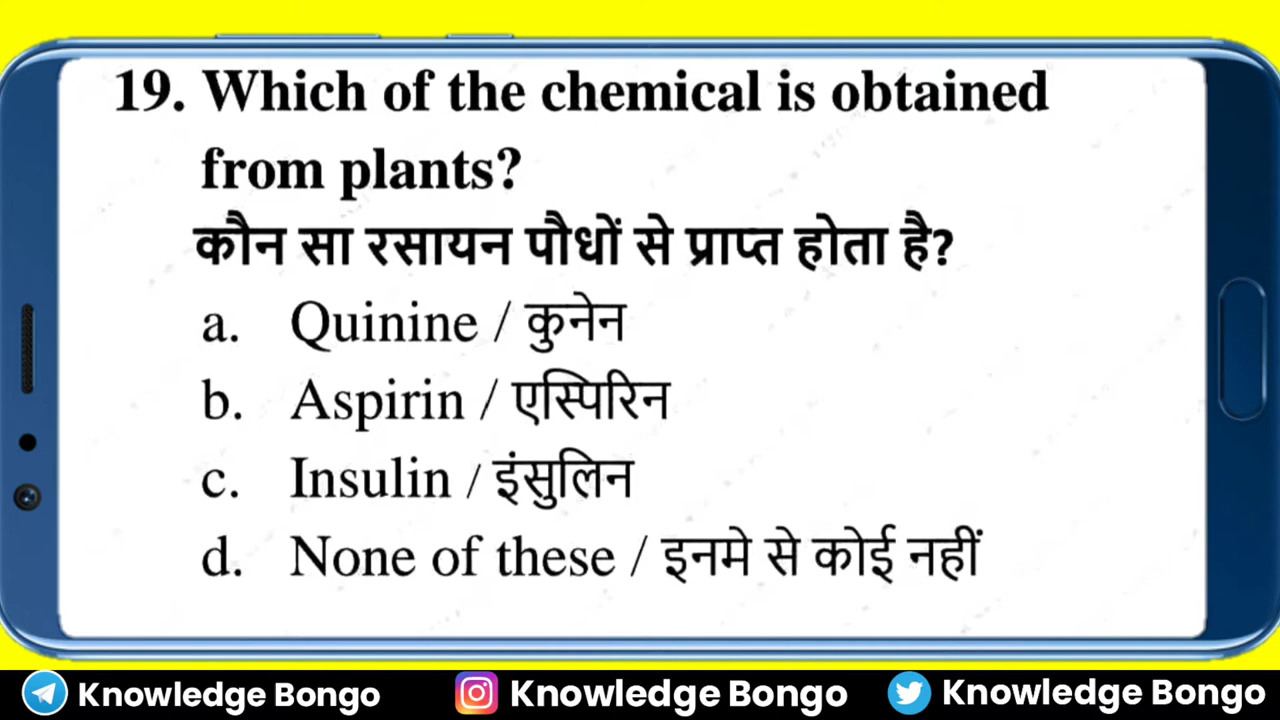 19. Which of the chemical is obtained
from plants?
कौन सा रसायन पौधों से प्राप्त होता है?
a. Quinine / कुनेन
b. Aspirin / एस्पिरिन
c. Insulin / इंसुलिन
d. None of these / इनमे से कोई नहीं
Knowledge Bongo Knowledge Bongo Knowledge Bongo